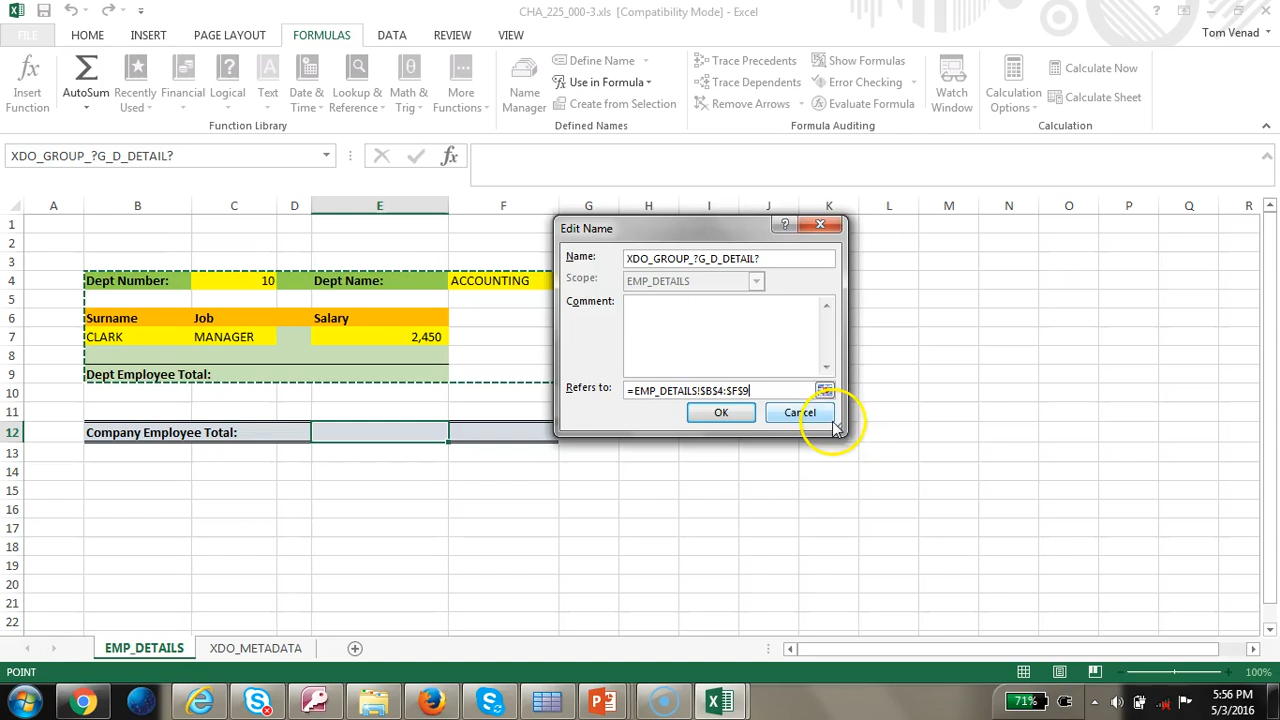 CHA_225_000-3.xls [Compatibility Mode] - Excel
FILE HOME INSERT PAGE LAYOUT FORMULAS DATA REVIEW VIEW Tom Venad
Insert Function
AutoSum
Recently Used
Financial
Logical
Text
Date & Time
Lookup & Reference
Math & Trig
More Functions
Function Library
Name Manager
Define Name
Use in Formula
Create from Selection
Defined Names
Trace Precedents
Trace Dependents
Remove Arrows
Show Formulas
Error Checking
Evaluate Formula
Formula Auditing
Watch Window
Calculation Options
Calculate Now
Calculate Sheet
Calculation
XDO_GROUP_?G_D_DETAIL? fx
A B C D E F G H I J K L M N O P Q R
1
2
3
4 Dept Number: 10 Dept Name: ACCOUNTING
5
6 Surname Job Salary
7 CLARK MANAGER 2,450
8
9 Dept Employee Total:
10
11
12 Company Employee Total:
13
14
15
16
17
18
19
20
21
22
Edit Name
Name: XDO_GROUP_?G_D_DETAIL?
Scope: EMP_DETAILS
Comment:
Refers to: =EMP_DETAILS!$B$4:$F$9
OK Cancel
EMP_DETAILS XDO_METADATA
POINT 100%
71% 5:56 PM
5/3/2016